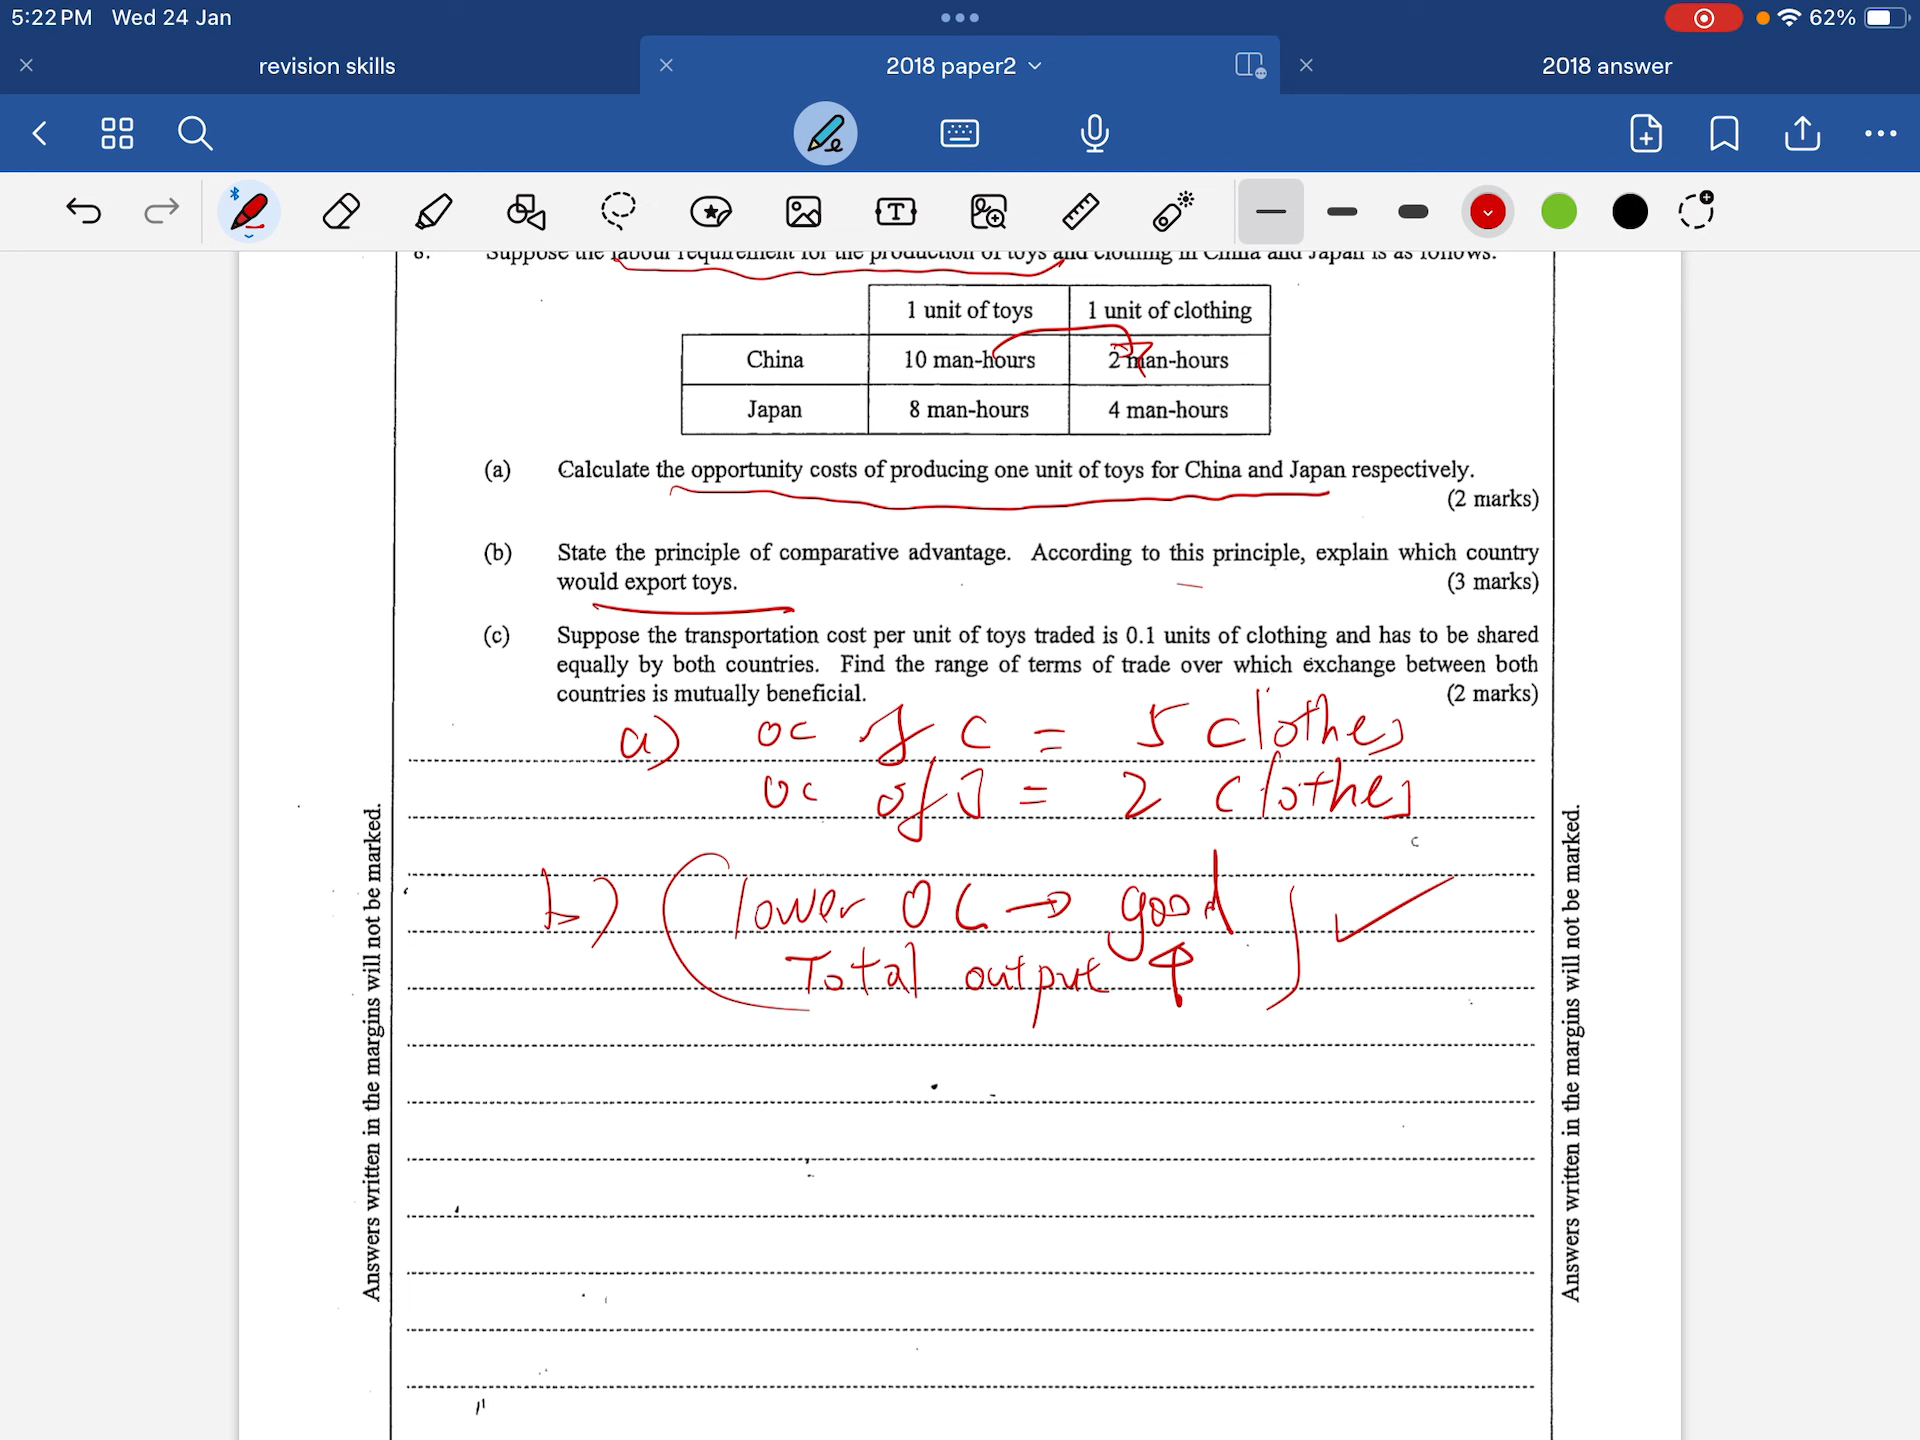 5:22 PM Wed 24 Jan
62%
revision skills
2018 paper2
2018 answer
8. Suppose the labour requirement for the production of toys and clothing in China and Japan is as follows:
1 unit of toys 1 unit of clothing
China 10 man-hours 2 man-hours
Japan 8 man-hours 4 man-hours
(a) Calculate the opportunity costs of producing one unit of toys for China and Japan respectively.
(2 marks)
(b) State the principle of comparative advantage. According to this principle, explain which country
would export toys. (3 marks)
(c) Suppose the transportation cost per unit of toys traded is 0.1 units of clothing and has to be shared
equally by both countries. Find the range of terms of trade over which exchange between both
countries is mutually beneficial. (2 marks)
a) OC of C = 5 clothes
OC of J = 2 clothes
b) (lower OC → good
Total output ↑) ✓
Answers written in the margins will not be marked.
Answers written in the margins will not be marked.